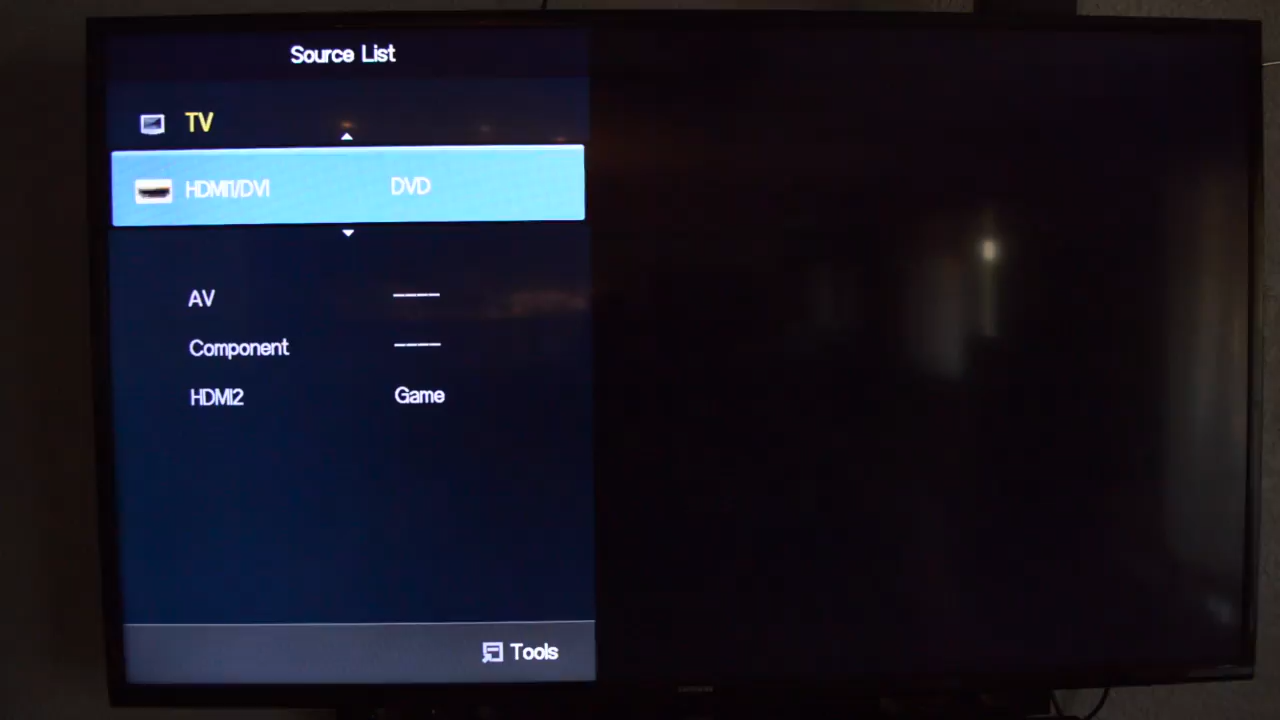 Source List
TV
HDMI1/DVI DVD
AV ----
Component ----
HDMI2 Game
Tools